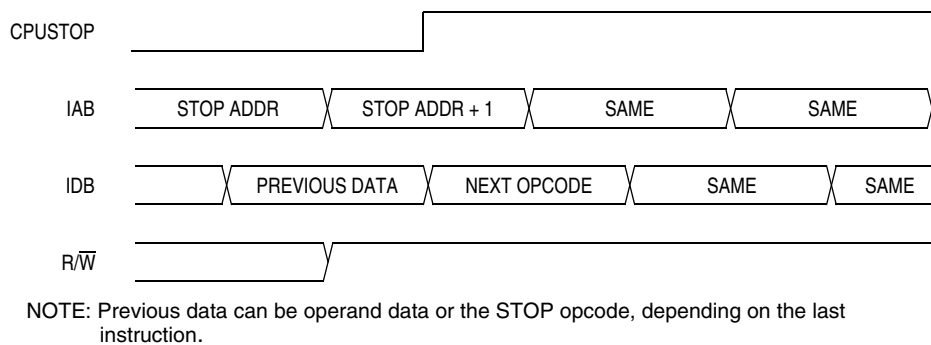 CPUSTOP
IAB STOP ADDR STOP ADDR + 1 SAME SAME
IDB PREVIOUS DATA NEXT OPCODE SAME SAME
R/W̅
NOTE: Previous data can be operand data or the STOP opcode, depending on the last
instruction.